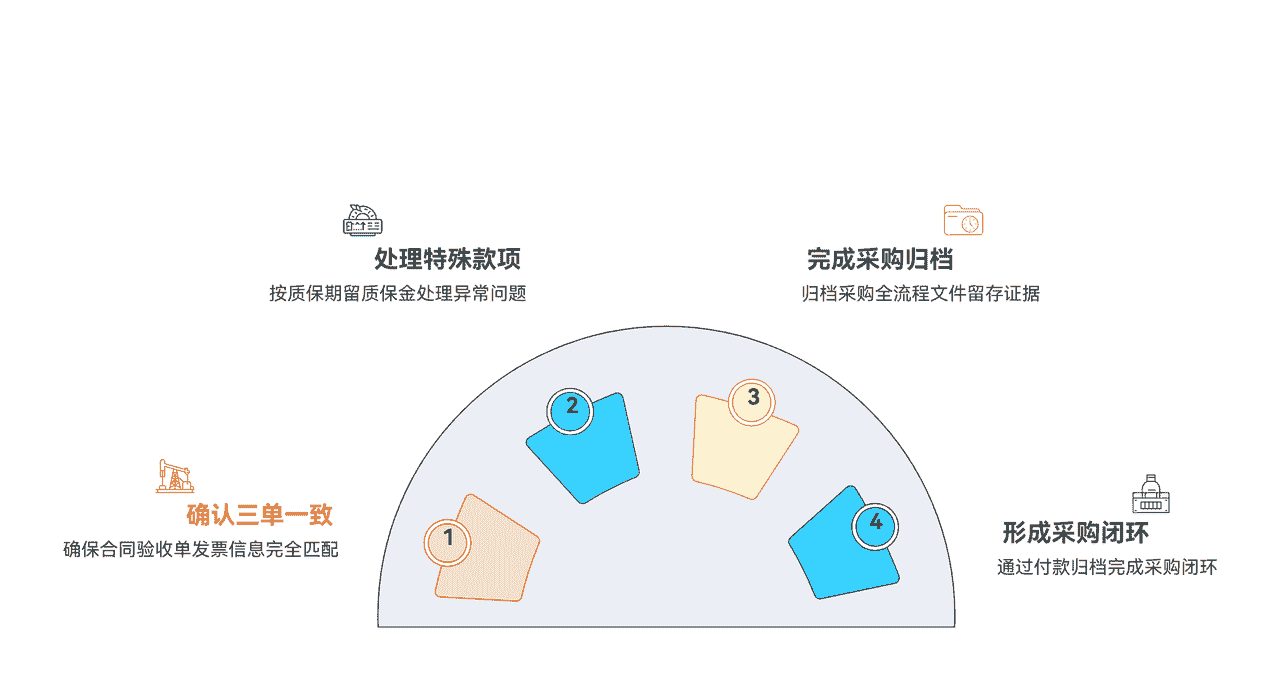 处理特殊款项
按质保期留质保金处理异常问题
完成采购归档
归档采购全流程文件留存证据
2
3
1
4
确认三单一致
确保合同验收单发票信息完全匹配
形成采购闭环
通过付款归档完成采购闭环